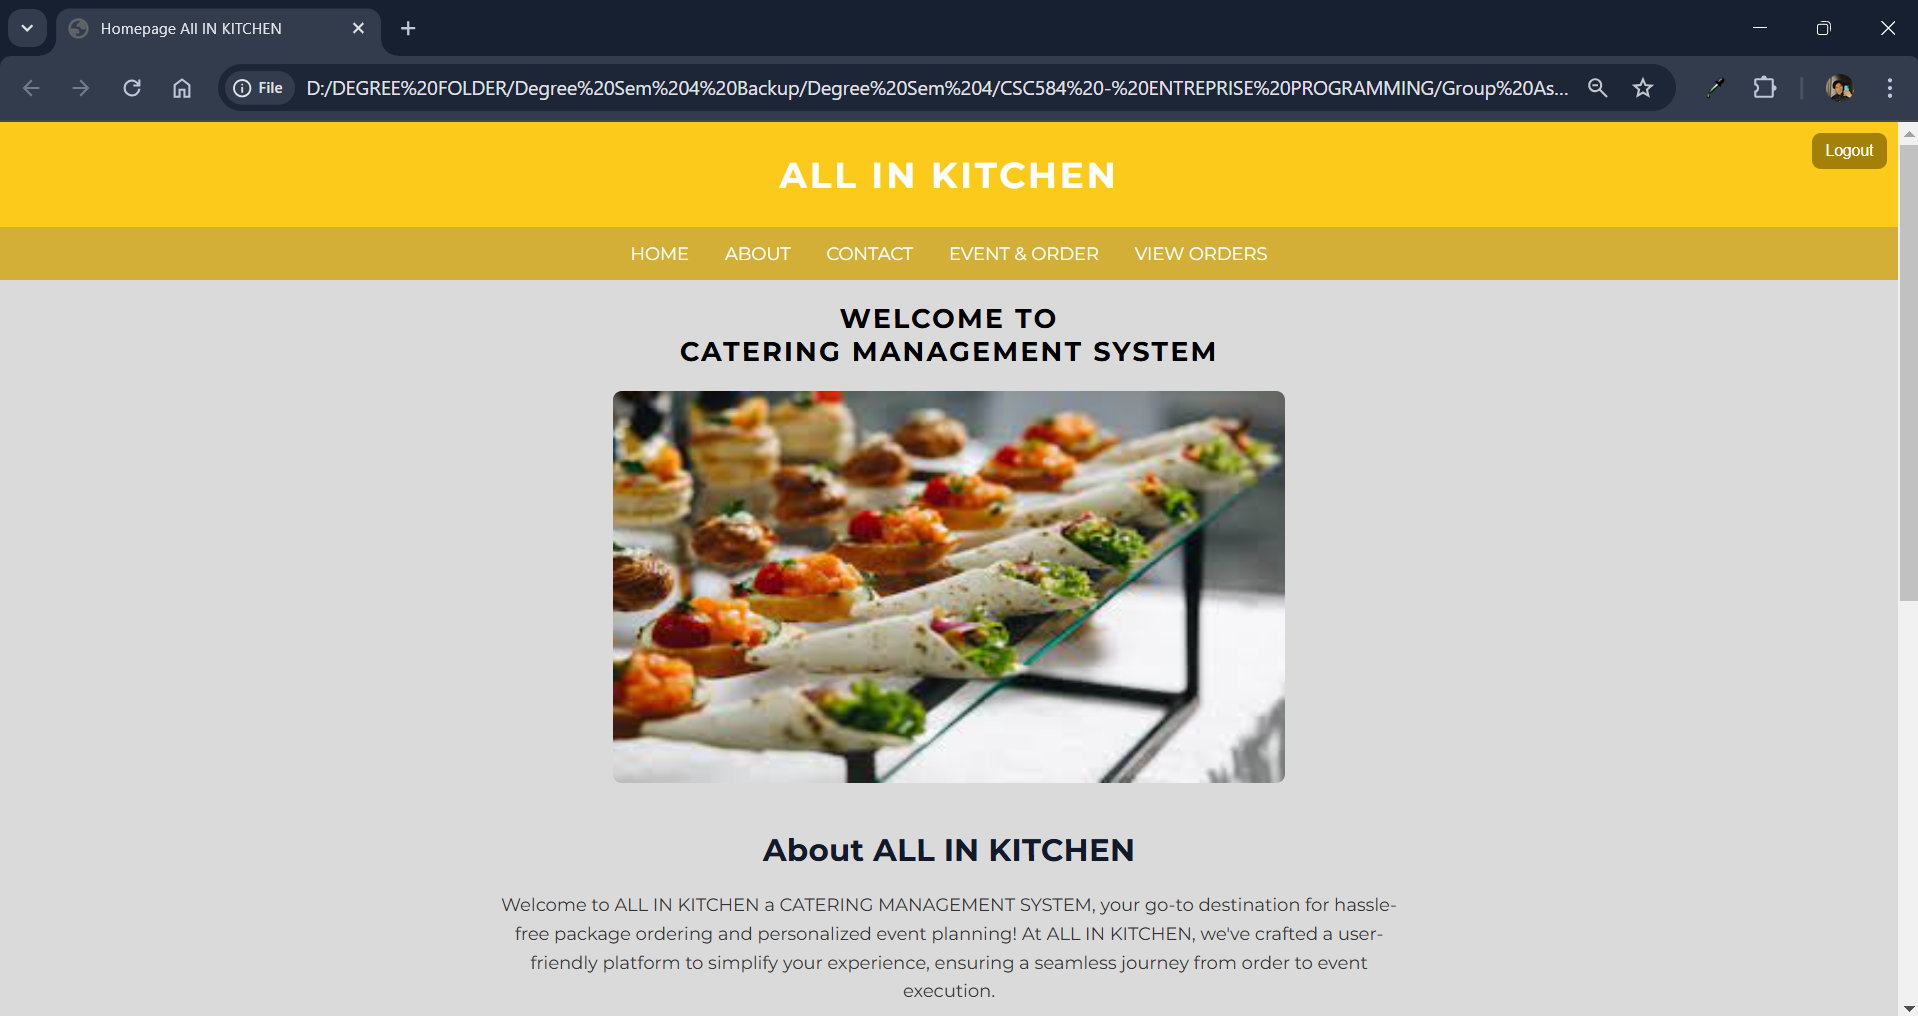 Homepage All IN KITCHEN
File
D:/DEGREE%20FOLDER/Degree%20Sem%204%20Backup/Degree%20Sem%204/CSC584%20-%20ENTREPRISE%20PROGRAMMING/Group%20As...
Logout
ALL IN KITCHEN
HOME ABOUT CONTACT EVENT & ORDER VIEW ORDERS
WELCOME TO
CATERING MANAGEMENT SYSTEM
About ALL IN KITCHEN
Welcome to ALL IN KITCHEN a CATERING MANAGEMENT SYSTEM, your go-to destination for hassle-
free package ordering and personalized event planning! At ALL IN KITCHEN, we've crafted a user-
friendly platform to simplify your experience, ensuring a seamless journey from order to event
execution.